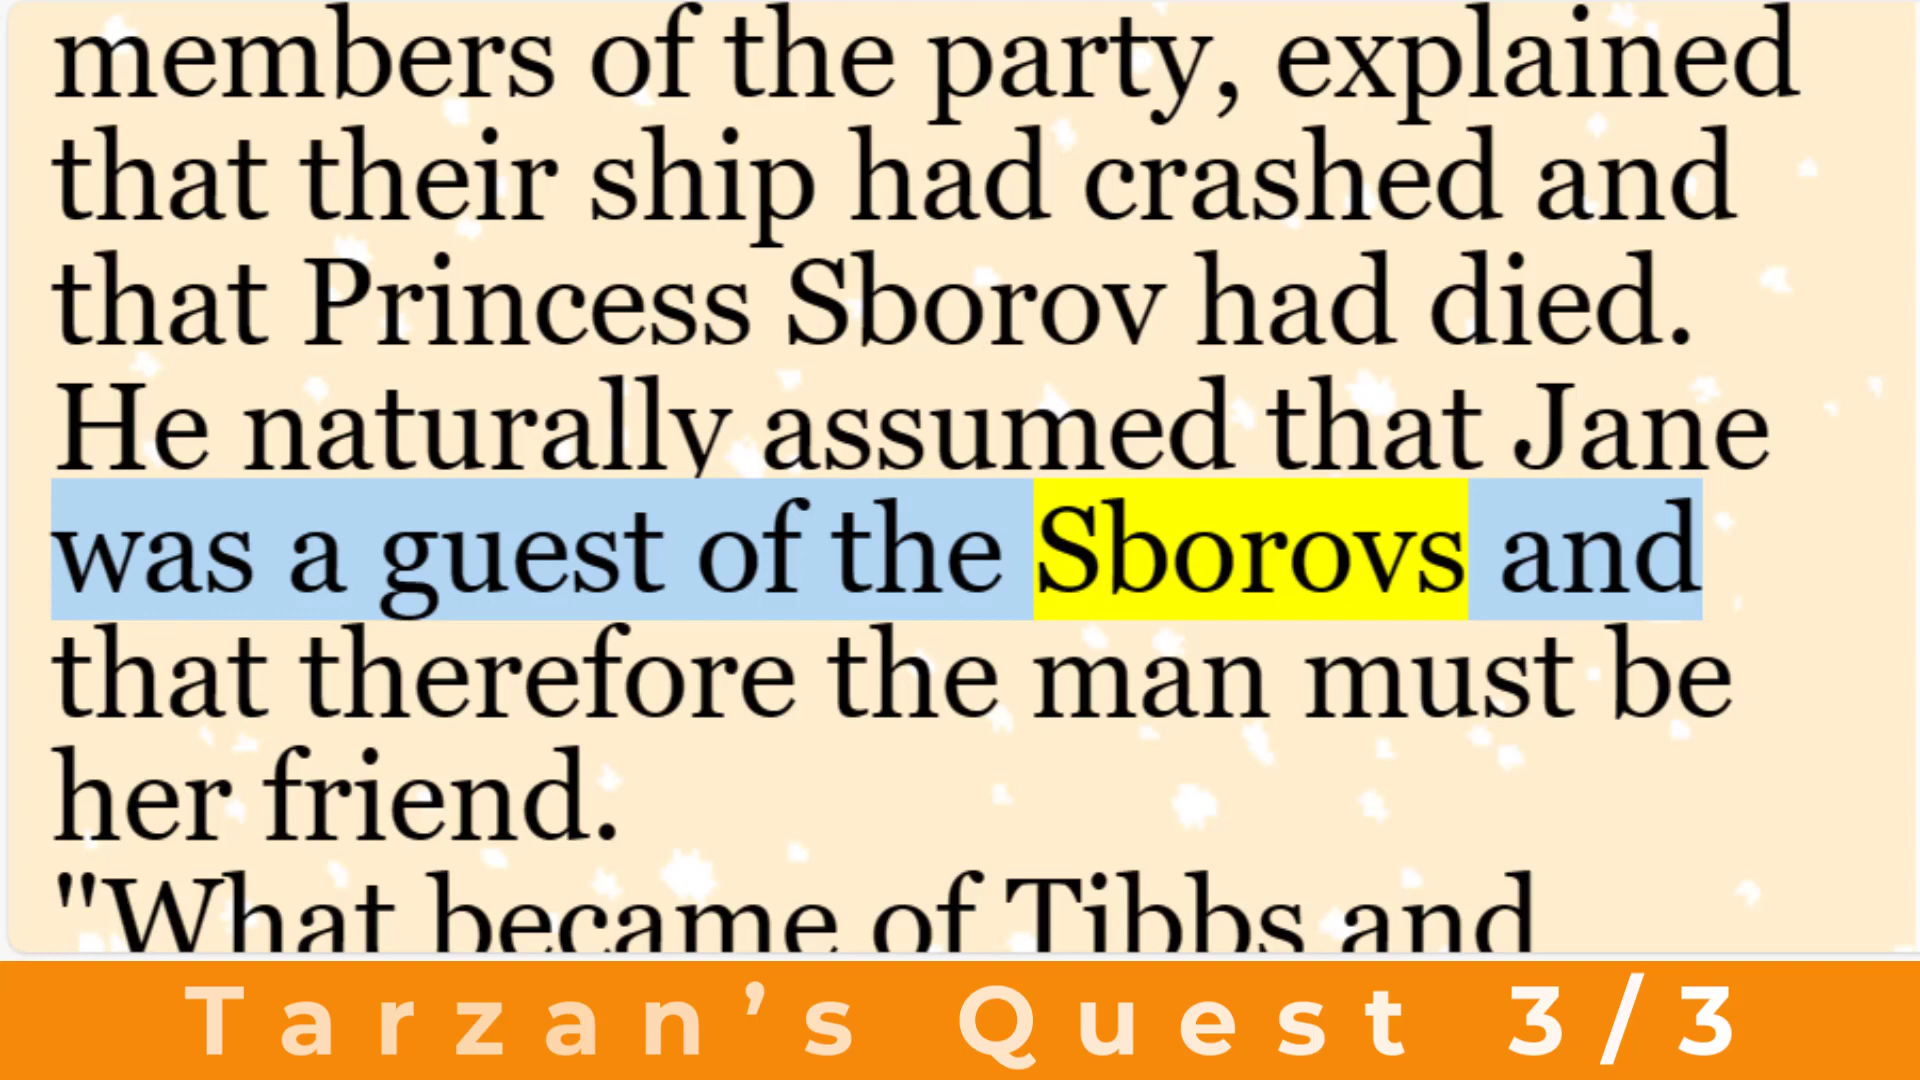 members of the party, explained
that their ship had crashed and
that Princess Sborov had died.
He naturally assumed that Jane
was a guest of the Sborovs and
that therefore the man must be
her friend.
"What became of Tibbs and
Tarzan’s Quest 3/3